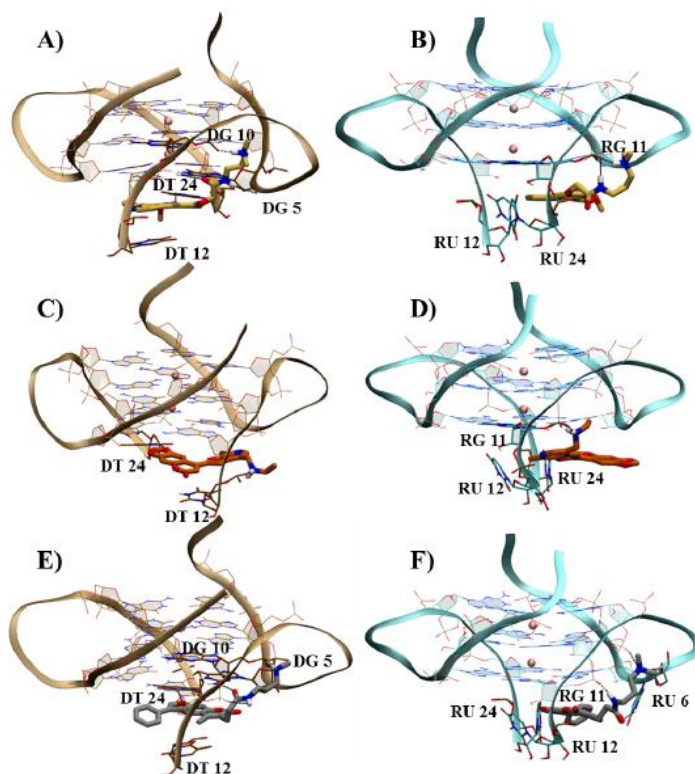 A)
DG 10
DT 24
DG 5
DT 12
B)
RG 11
RU 12
RU 24
C)
DT 24
DT 12
D)
RG 11
RU 12
RU 24
E)
DG 10
DG 5
DT 24
DT 12
F)
RG 11
RU 6
RU 24
RU 12